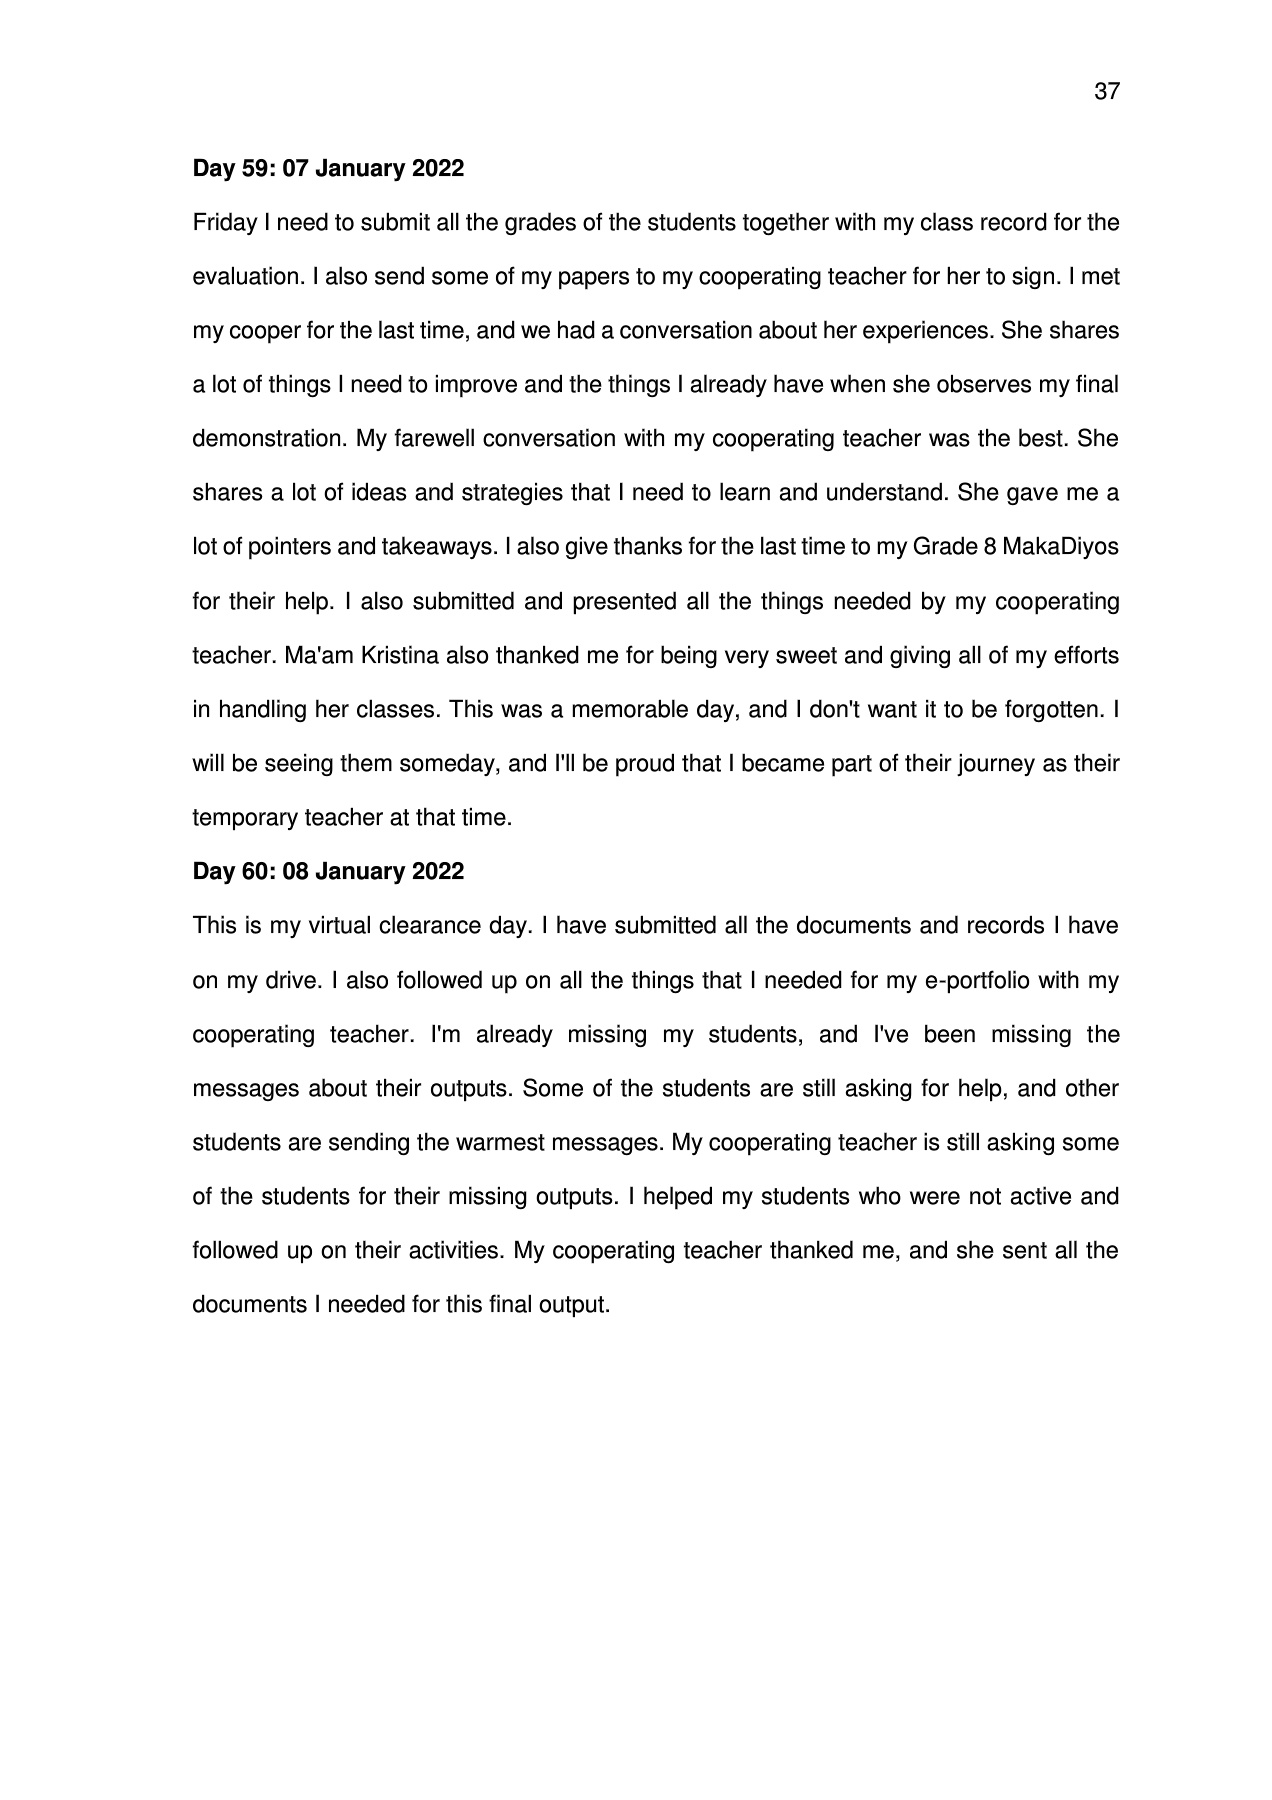 37
Day 59: 07 January 2022
Friday I need to submit all the grades of the students together with my class record for the
evaluation. I also send some of my papers to my cooperating teacher for her to sign. I met
my cooper for the last time, and we had a conversation about her experiences. She shares
a lot of things I need to improve and the things I already have when she observes my final
demonstration. My farewell conversation with my cooperating teacher was the best. She
shares a lot of ideas and strategies that I need to learn and understand. She gave me a
lot of pointers and takeaways. I also give thanks for the last time to my Grade 8 MakaDiyos
for their help. I also submitted and presented all the things needed by my cooperating
teacher. Ma'am Kristina also thanked me for being very sweet and giving all of my efforts
in handling her classes. This was a memorable day, and I don't want it to be forgotten. I
will be seeing them someday, and I'll be proud that I became part of their journey as their
temporary teacher at that time.
Day 60: 08 January 2022
This is my virtual clearance day. I have submitted all the documents and records I have
on my drive. I also followed up on all the things that I needed for my e-portfolio with my
cooperating teacher. I'm already missing my students, and I've been missing the
messages about their outputs. Some of the students are still asking for help, and other
students are sending the warmest messages. My cooperating teacher is still asking some
of the students for their missing outputs. I helped my students who were not active and
followed up on their activities. My cooperating teacher thanked me, and she sent all the
documents I needed for this final output.